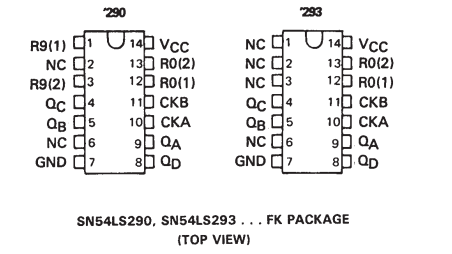 '290 '293
R9(1) 1 14 VCC NC 1 14 VCC
NC 2 13 R0(2) NC 2 13 R0(2)
R9(2) 3 12 R0(1) NC 3 12 R0(1)
QC 4 11 CKB QC 4 11 CKB
QB 5 10 CKA QB 5 10 CKA
NC 6 9 QA NC 6 9 QA
GND 7 8 QD GND 7 8 QD
SN54LS290, SN54LS293 . . . FK PACKAGE
(TOP VIEW)